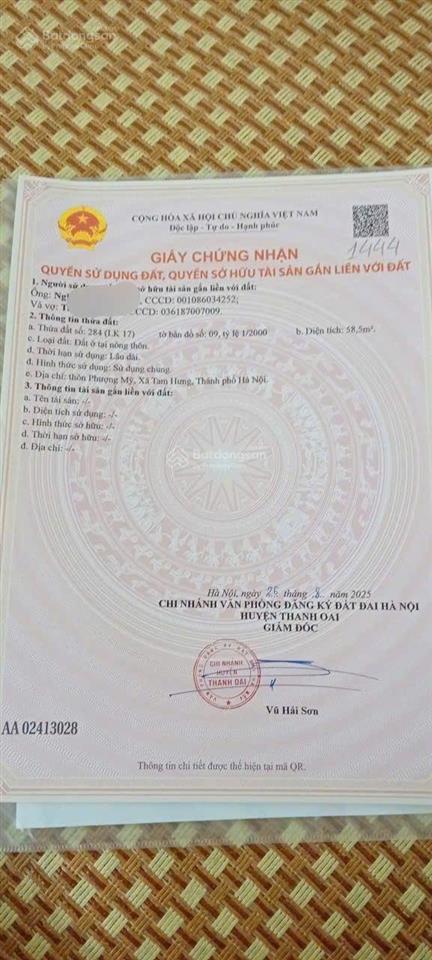 Batdongsan
CỘNG HÒA XÃ HỘI CHỦ NGHĨA VIỆT NAM
Độc lập - Tự do - Hạnh phúc
1444
GIẤY CHỨNG NHẬN
QUYỀN SỬ DỤNG ĐẤT, QUYỀN SỞ HỮU TÀI SẢN GẮN LIỀN VỚI ĐẤT
1. Người sử ở hữu tài sản gắn liền với đất:
Ông: , CCCD: 001086034252;
Và vợ: T CCCD: 036187007009.
2. Thông tin thửa đất:
a. Thửa đất số: 284 (LK 17) tờ bản đồ số: 09, tỷ lệ 1/2000 b. Diện tích: 58,5m².
c. Loại đất: Đất ở tại nông thôn.
d. Thời hạn sử dụng: Lâu dài.
đ. Hình thức sử dụng: Sử dụng chung.
e. Địa chỉ: thôn Phượng Mỹ, Xã Tam Hưng, Thành phố Hà Nội.
3. Thông tin tài sản gắn liền với đất:
a. Tên tài sản: -/-
b. Diện tích sử dụng: -/-
c. Hình thức sở hữu: -/-
d. Thời hạn sở hữu: -/-
đ. Địa chỉ: -/-
Batdongsan
Hà Nội, ngày 26 tháng 8 năm 2025
CHI NHÁNH VĂN PHÒNG ĐĂNG KÝ ĐẤT ĐAI HÀ NỘI
HUYỆN THANH OAI
GIÁM ĐỐC
CHI NHÁNH
HUYỆN
THANH OAI
Vũ Hải Sơn
AA 02413028
Thông tin chi tiết được thể hiện tại mã QR.